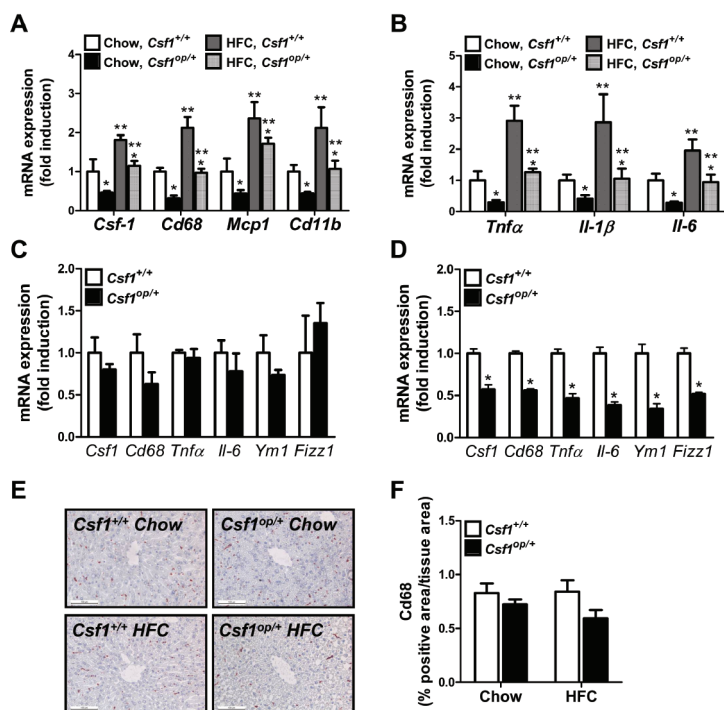 A
mRNA expression
(fold induction)
Chow, Csf1+/+
Chow, Csf1op/+
HFC, Csf1+/+
HFC, Csf1op/+
4
3
2
1
0
* ** ** *
* ** ** *
* ** ** *
* ** ** *
Csf-1 Cd68 Mcp1 Cd11b
B
mRNA expression
(fold induction)
Chow, Csf1+/+
Chow, Csf1op/+
HFC, Csf1+/+
HFC, Csf1op/+
5
4
3
2
1
0
* ** ** *
* ** ** *
* ** ** *
Tnfα Il-1β Il-6
C
mRNA expression
(fold induction)
Csf1+/+
Csf1op/+
2.0
1.5
1.0
0.5
0.0
Csf1 Cd68 Tnfα Il-6 Ym1 Fizz1
D
mRNA expression
(fold induction)
Csf1+/+
Csf1op/+
2.0
1.5
1.0
0.5
0.0
* * * * * *
Csf1 Cd68 Tnfα Il-6 Ym1 Fizz1
E
Csf1+/+ Chow
Csf1op/+ Chow
Csf1+/+ HFC
Csf1op/+ HFC
F
Cd68
(% positive area/tissue area)
Csf1+/+
Csf1op/+
1.5
1.0
0.5
0.0
Chow HFC